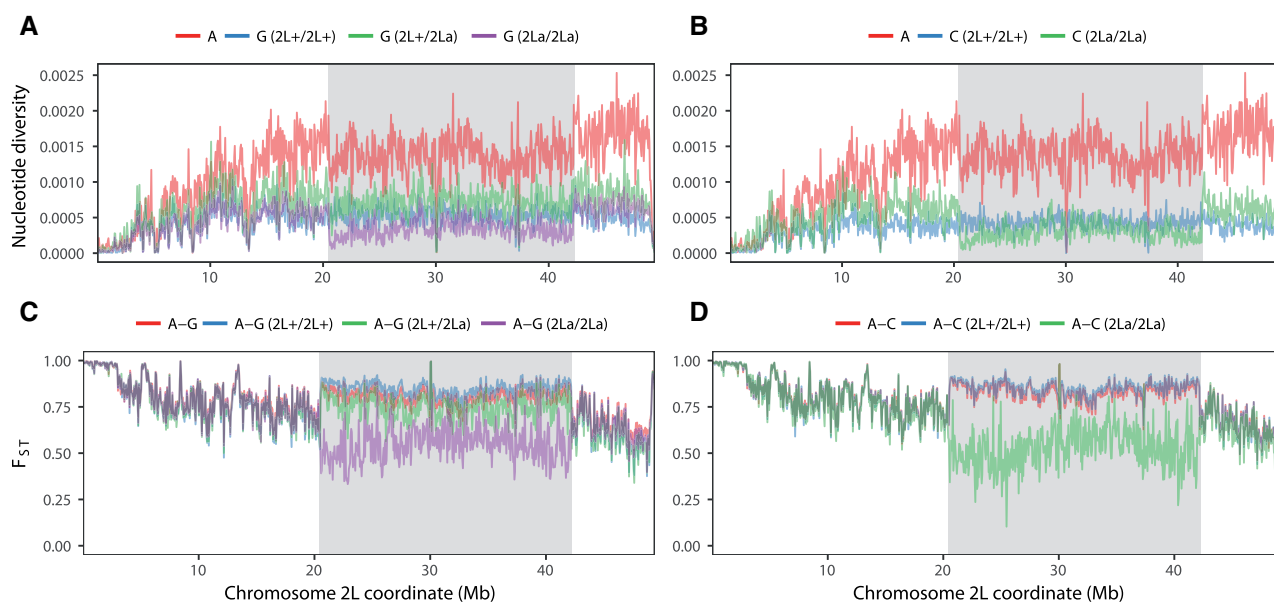 A
A G (2L+/2L+) G (2L+/2La) G (2La/2La)
Nucleotide diversity
0.0025
0.0020
0.0015
0.0010
0.0005
0.0000
10 20 30 40
B
A C (2L+/2L+) C (2La/2La)
0.0025
0.0020
0.0015
0.0010
0.0005
0.0000
10 20 30 40
C
A−G A−G (2L+/2L+) A−G (2L+/2La) A−G (2La/2La)
FST
1.00
0.75
0.50
0.25
0.00
10 20 30 40
Chromosome 2L coordinate (Mb)
D
A−C A−C (2L+/2L+) A−C (2La/2La)
1.00
0.75
0.50
0.25
0.00
10 20 30 40
Chromosome 2L coordinate (Mb)